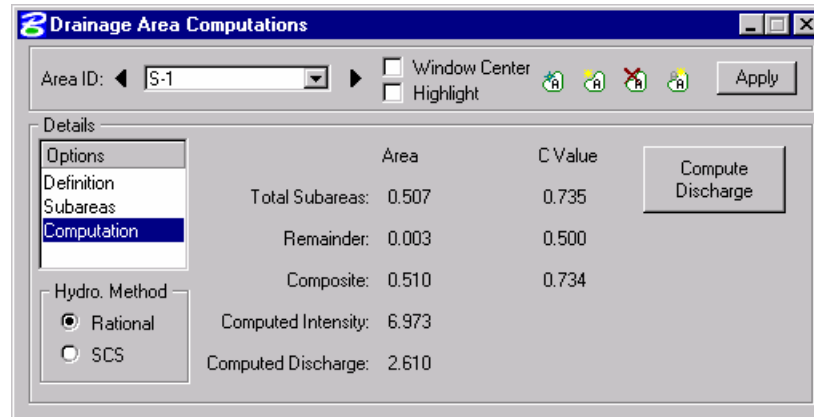 Drainage Area Computations
Area ID: S-1
Window Center
Highlight
Apply
Details
Options
Definition
Subareas
Computation
Hydro. Method
Rational
SCS
Area C Value
Total Subareas: 0.507 0.735
Remainder: 0.003 0.500
Composite: 0.510 0.734
Computed Intensity: 6.973
Computed Discharge: 2.610
Compute
Discharge